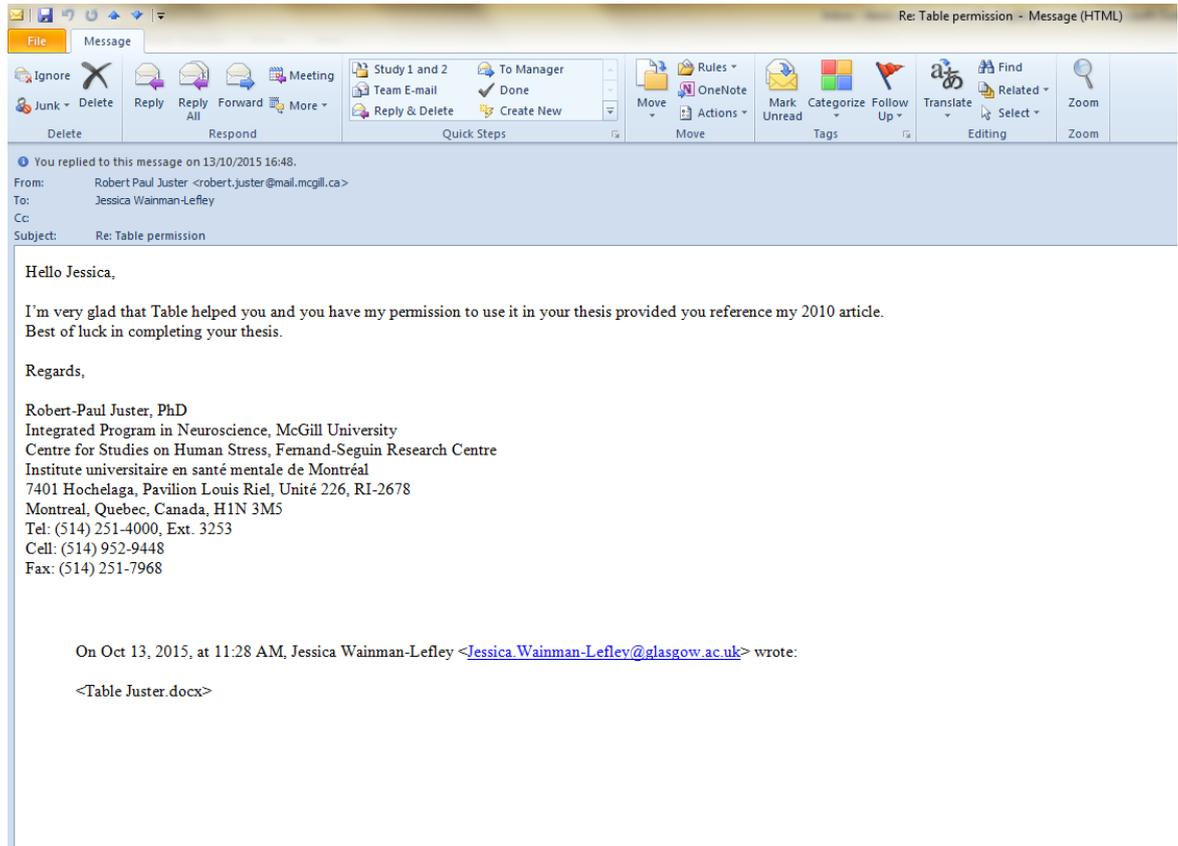 Re: Table permission - Message (HTML)
File Message
Ignore
Junk
Delete
Reply
Reply All
Forward
Meeting
More
Study 1 and 2
Team E-mail
Reply & Delete
To Manager
Done
Create New
Move
Rules
OneNote
Actions
Mark Unread
Categorize
Follow Up
Translate
Find
Related
Select
Zoom
Delete Respond Quick Steps Move Tags Editing Zoom
You replied to this message on 13/10/2015 16:48.
From: Robert Paul Juster <robert.juster@mail.mcgill.ca>
To: Jessica Wainman-Lefley
Cc:
Subject: Re: Table permission
Hello Jessica,
I'm very glad that Table helped you and you have my permission to use it in your thesis provided you reference my 2010 article.
Best of luck in completing your thesis.
Regards,
Robert-Paul Juster, PhD
Integrated Program in Neuroscience, McGill University
Centre for Studies on Human Stress, Fernand-Seguin Research Centre
Institute universitaire en santé mentale de Montréal
7401 Hochelaga, Pavilion Louis Riel, Unité 226, RI-2678
Montreal, Quebec, Canada, H1N 3M5
Tel: (514) 251-4000, Ext. 3253
Cell: (514) 952-9448
Fax: (514) 251-7968
On Oct 13, 2015, at 11:28 AM, Jessica Wainman-Lefley <Jessica.Wainman-Lefley@glasgow.ac.uk> wrote:
<Table Juster.docx>